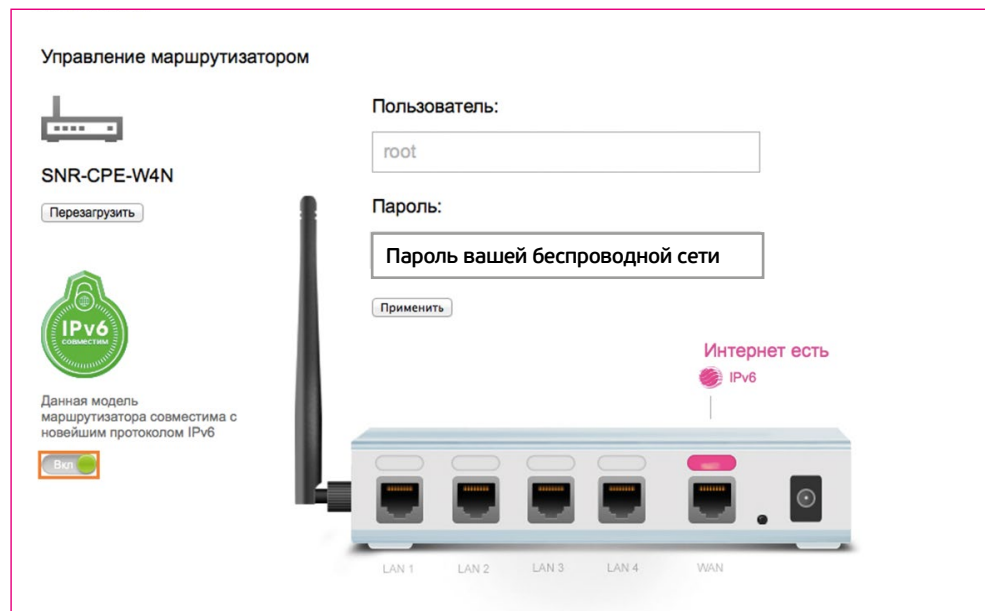 Управление маршрутизатором
SNR-CPE-W4N
Перезагрузить
IPv6
СОВМЕСТИМ
Данная модель
маршрутизатора совместима с
новейшим протоколом IPv6
Вкл
Пользователь:
root
Пароль:
Пароль вашей беспроводной сети
Применить
Интернет есть
IPv6
LAN 1 LAN 2 LAN 3 LAN 4 WAN